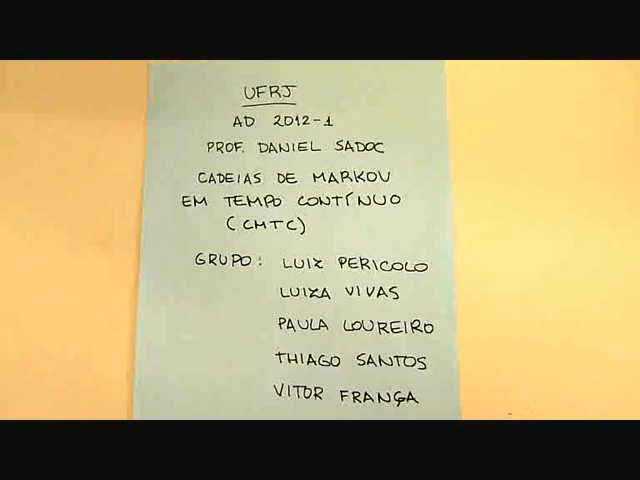 UFRJ
AD 2012-1
PROF. DANIEL SADOC
CADEIAS DE MARKOV
EM TEMPO CONTÍNUO
(CMTC)
GRUPO: LUIZ PERICOLO
LUIZA VIVAS
PAULA LOUREIRO
THIAGO SANTOS
VITOR FRANÇA